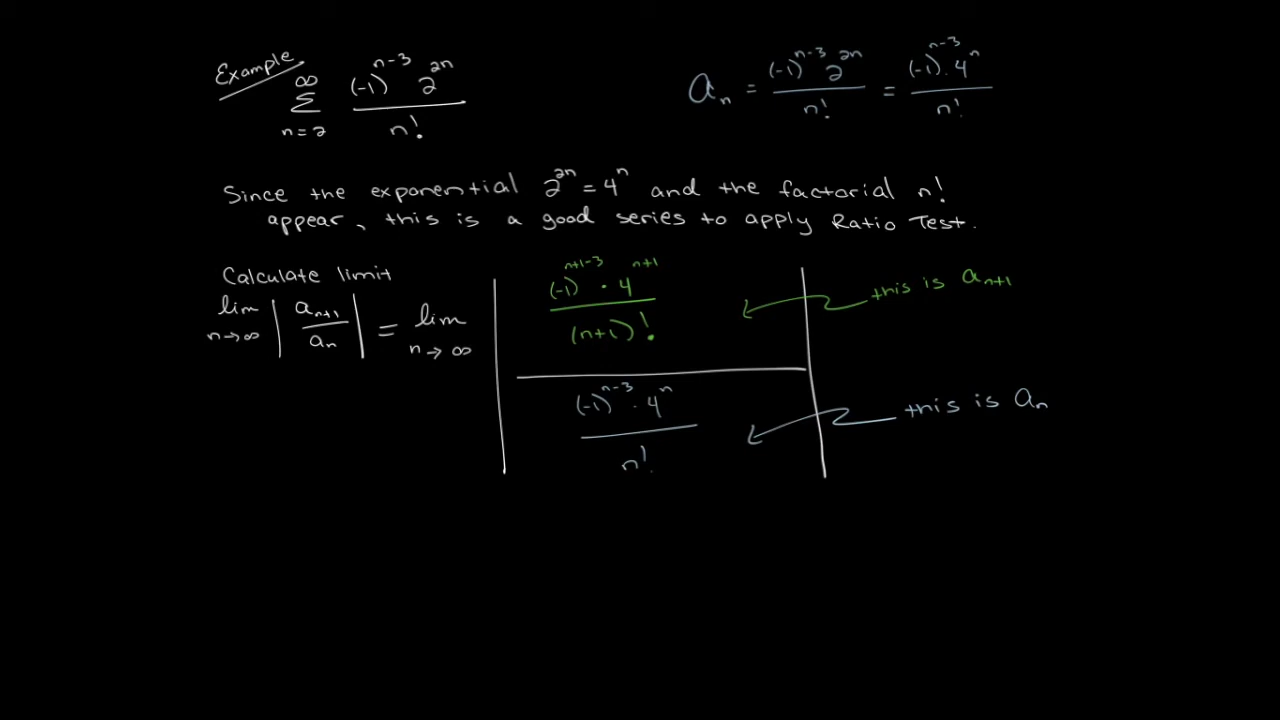 Example
∞
Σ (-1)^{n-3} 2^{2n} / n!
n=2
a_n = (-1)^{n-3} 2^{2n} / n! = (-1)^{n-3} · 4^n / n!
Since the exponential 2^{2n} = 4^n and the factorial n!
appear, this is a good series to apply Ratio Test.
Calculate limit
lim n→∞ | a_{n+1} / a_n | = lim n→∞ | (-1)^{n+1-3} · 4^{n+1} / (n+1)! / (-1)^{n-3} · 4^n / n! |
this is a_{n+1}
this is a_n